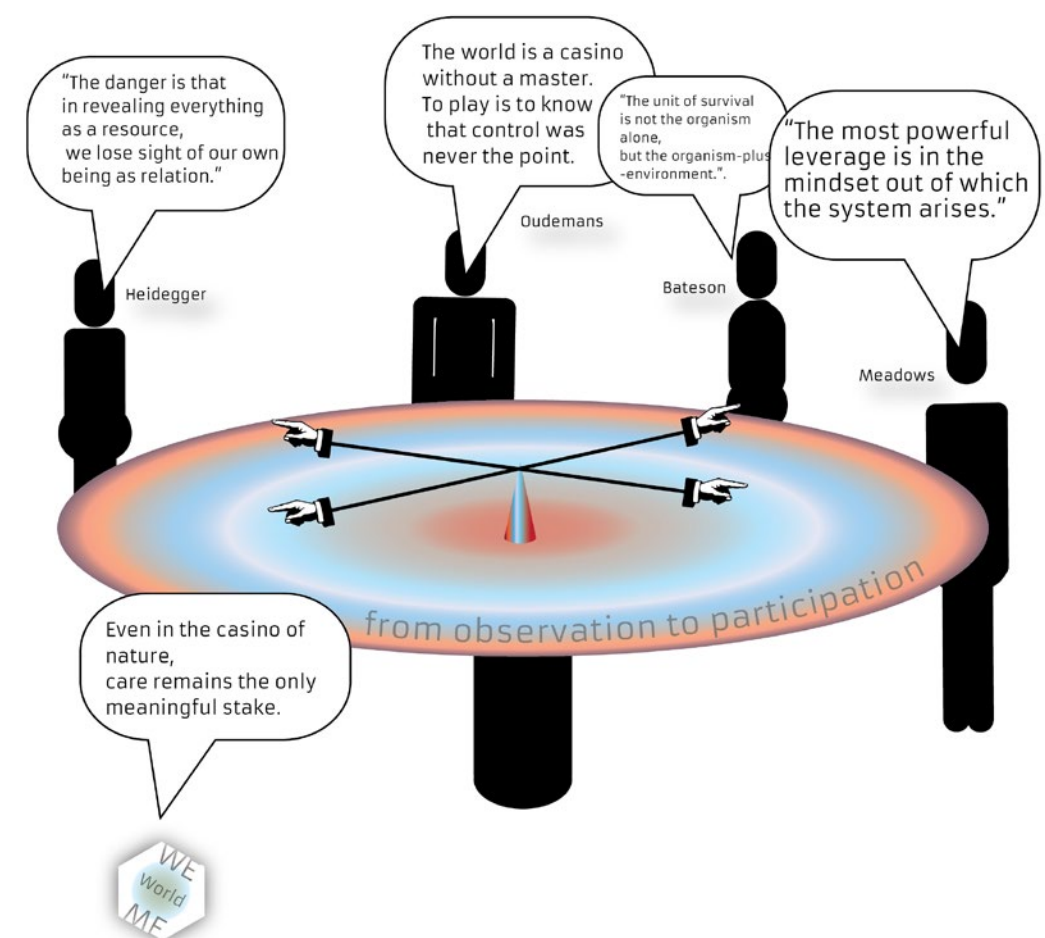 "The danger is that
in revealing everything
as a resource,
we lose sight of our own
being as relation."
Heidegger
The world is a casino
without a master.
To play is to know
that control was
never the point.
Oudemans
"The unit of survival
is not the organism
alone,
but the organism-plus
-environment.".
Bateson
"The most powerful
leverage is in the
mindset out of which
the system arises."
Meadows
from observation to participation
Even in the casino of
nature,
care remains the only
meaningful stake.
WE
World
ME